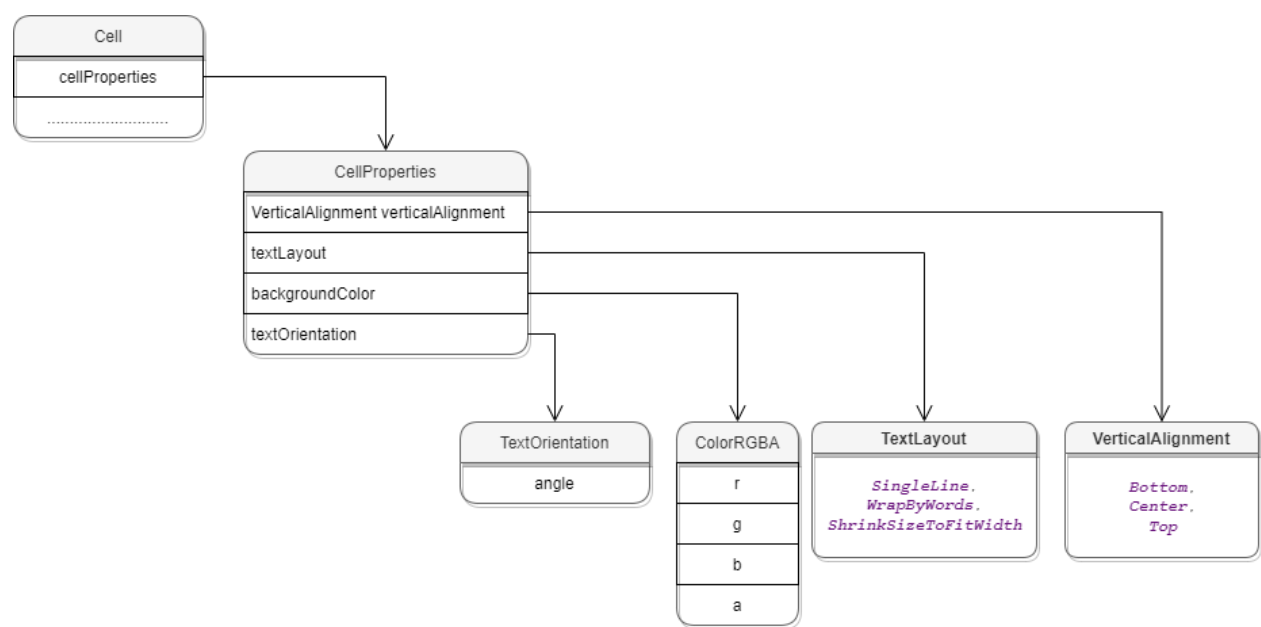 Cell
cellProperties
............................
CellProperties
VerticalAlignment verticalAlignment
textLayout
backgroundColor
textOrientation
TextOrientation
angle
ColorRGBA
r
g
b
a
TextLayout
SingleLine,
WrapByWords,
ShrinkSizeToFitWidth
VerticalAlignment
Bottom,
Center,
Top